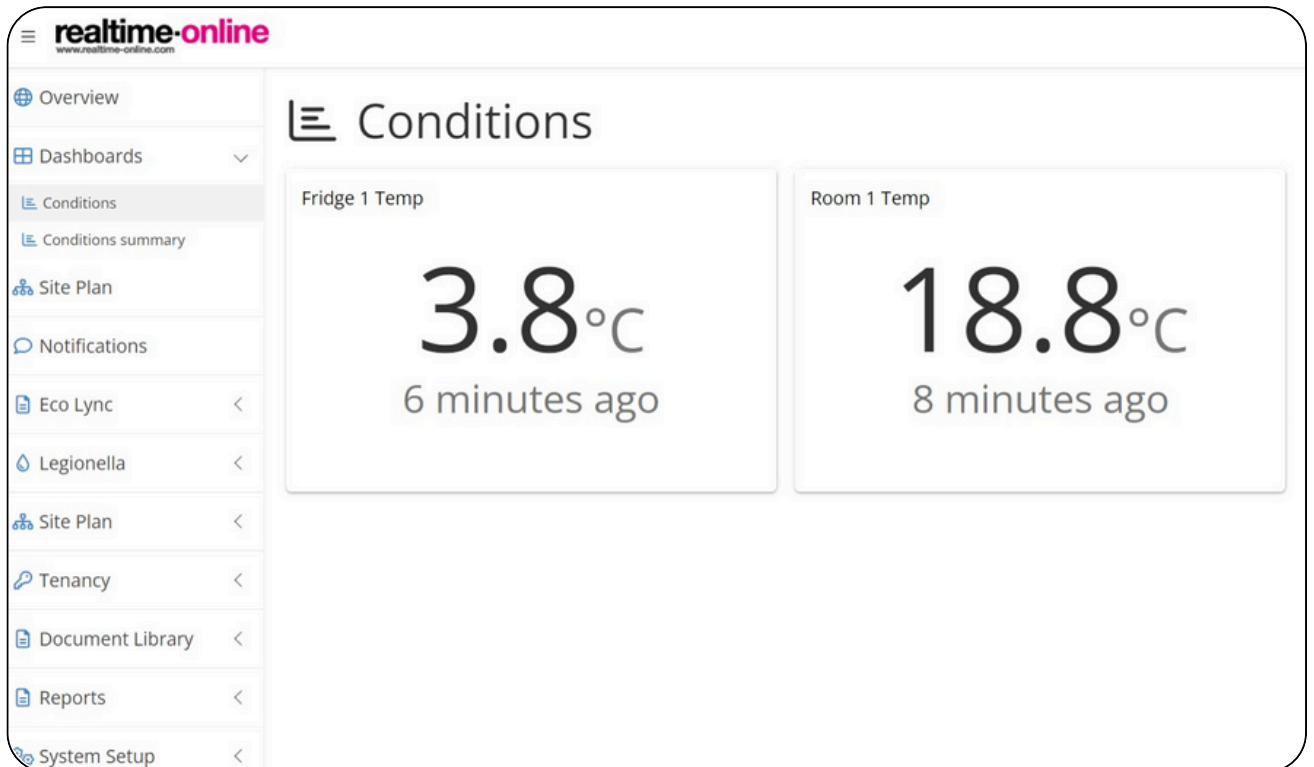 realtime-online
www.realtime-online.com
Overview
Dashboards
Conditions
Conditions summary
Site Plan
Notifications
Eco Lync
Legionella
Site Plan
Tenancy
Document Library
Reports
System Setup
Conditions
Fridge 1 Temp
3.8°C
6 minutes ago
Room 1 Temp
18.8°C
8 minutes ago